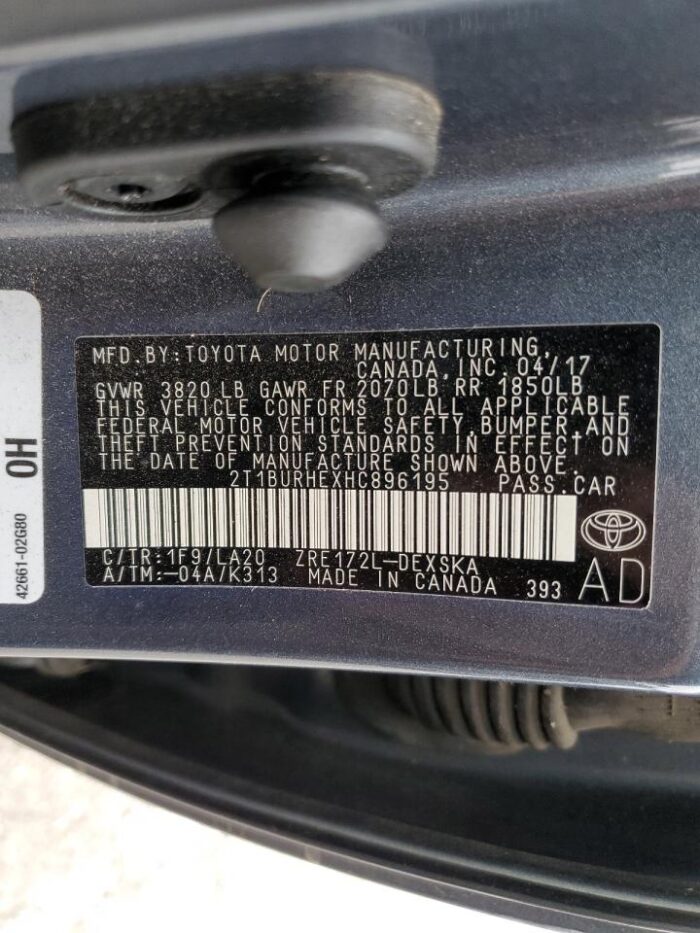 MFD.BY:TOYOTA MOTOR MANUFACTURING,
CANADA,INC.04/17
GVWR 3820 LB GAWR FR 2070LB RR 1850LB
THIS VEHICLE CONFORMS TO ALL APPLICABLE
FEDERAL MOTOR VEHICLE SAFETY,BUMPER,AND
THEFT PREVENTION STANDARDS IN EFFECT ON
THE DATE OF MANUFACTURE SHOWN ABOVE.
2T1BURHEXHC896195 PASS.CAR
C/TR:1F9/LA20 ZRE172L-DEXSKA
A/TM:-04A/K313 MADE IN CANADA 393 AD
0H
42661-02G80